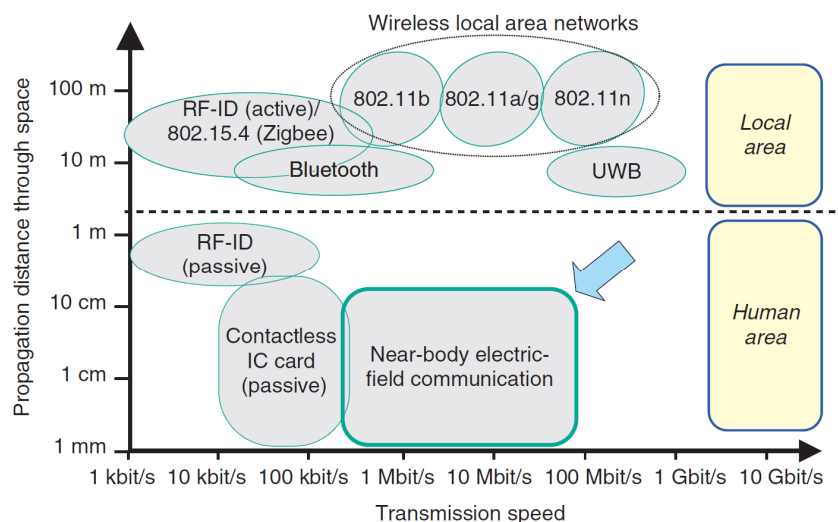 Wireless local area networks
Propagation distance through space
100 m
10 m
1 m
10 cm
1 cm
1 mm
RF-ID (active)/
802.15.4 (Zigbee)
802.11b
802.11a/g
802.11n
Bluetooth
UWB
Local
area
RF-ID
(passive)
Contactless
IC card
(passive)
Near-body electric-
field communication
Human
area
1 kbit/s
10 kbit/s
100 kbit/s
1 Mbit/s
10 Mbit/s
100 Mbit/s
1 Gbit/s
10 Gbit/s
Transmission speed